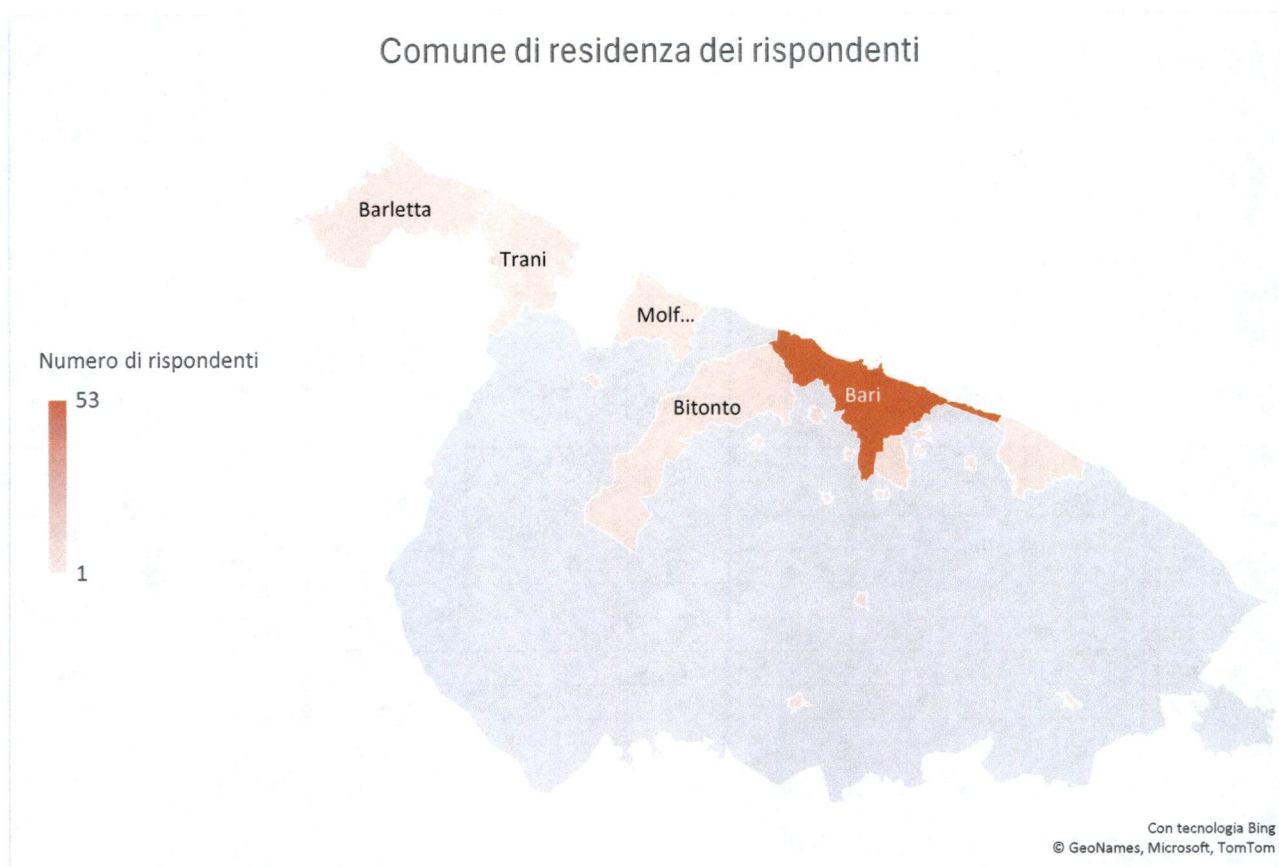 Comune di residenza dei rispondenti
Barletta
Trani
Molf...
Numero di rispondenti
53
Bari
Bitonto
1
Con tecnologia Bing
© GeoNames, Microsoft, TomTom